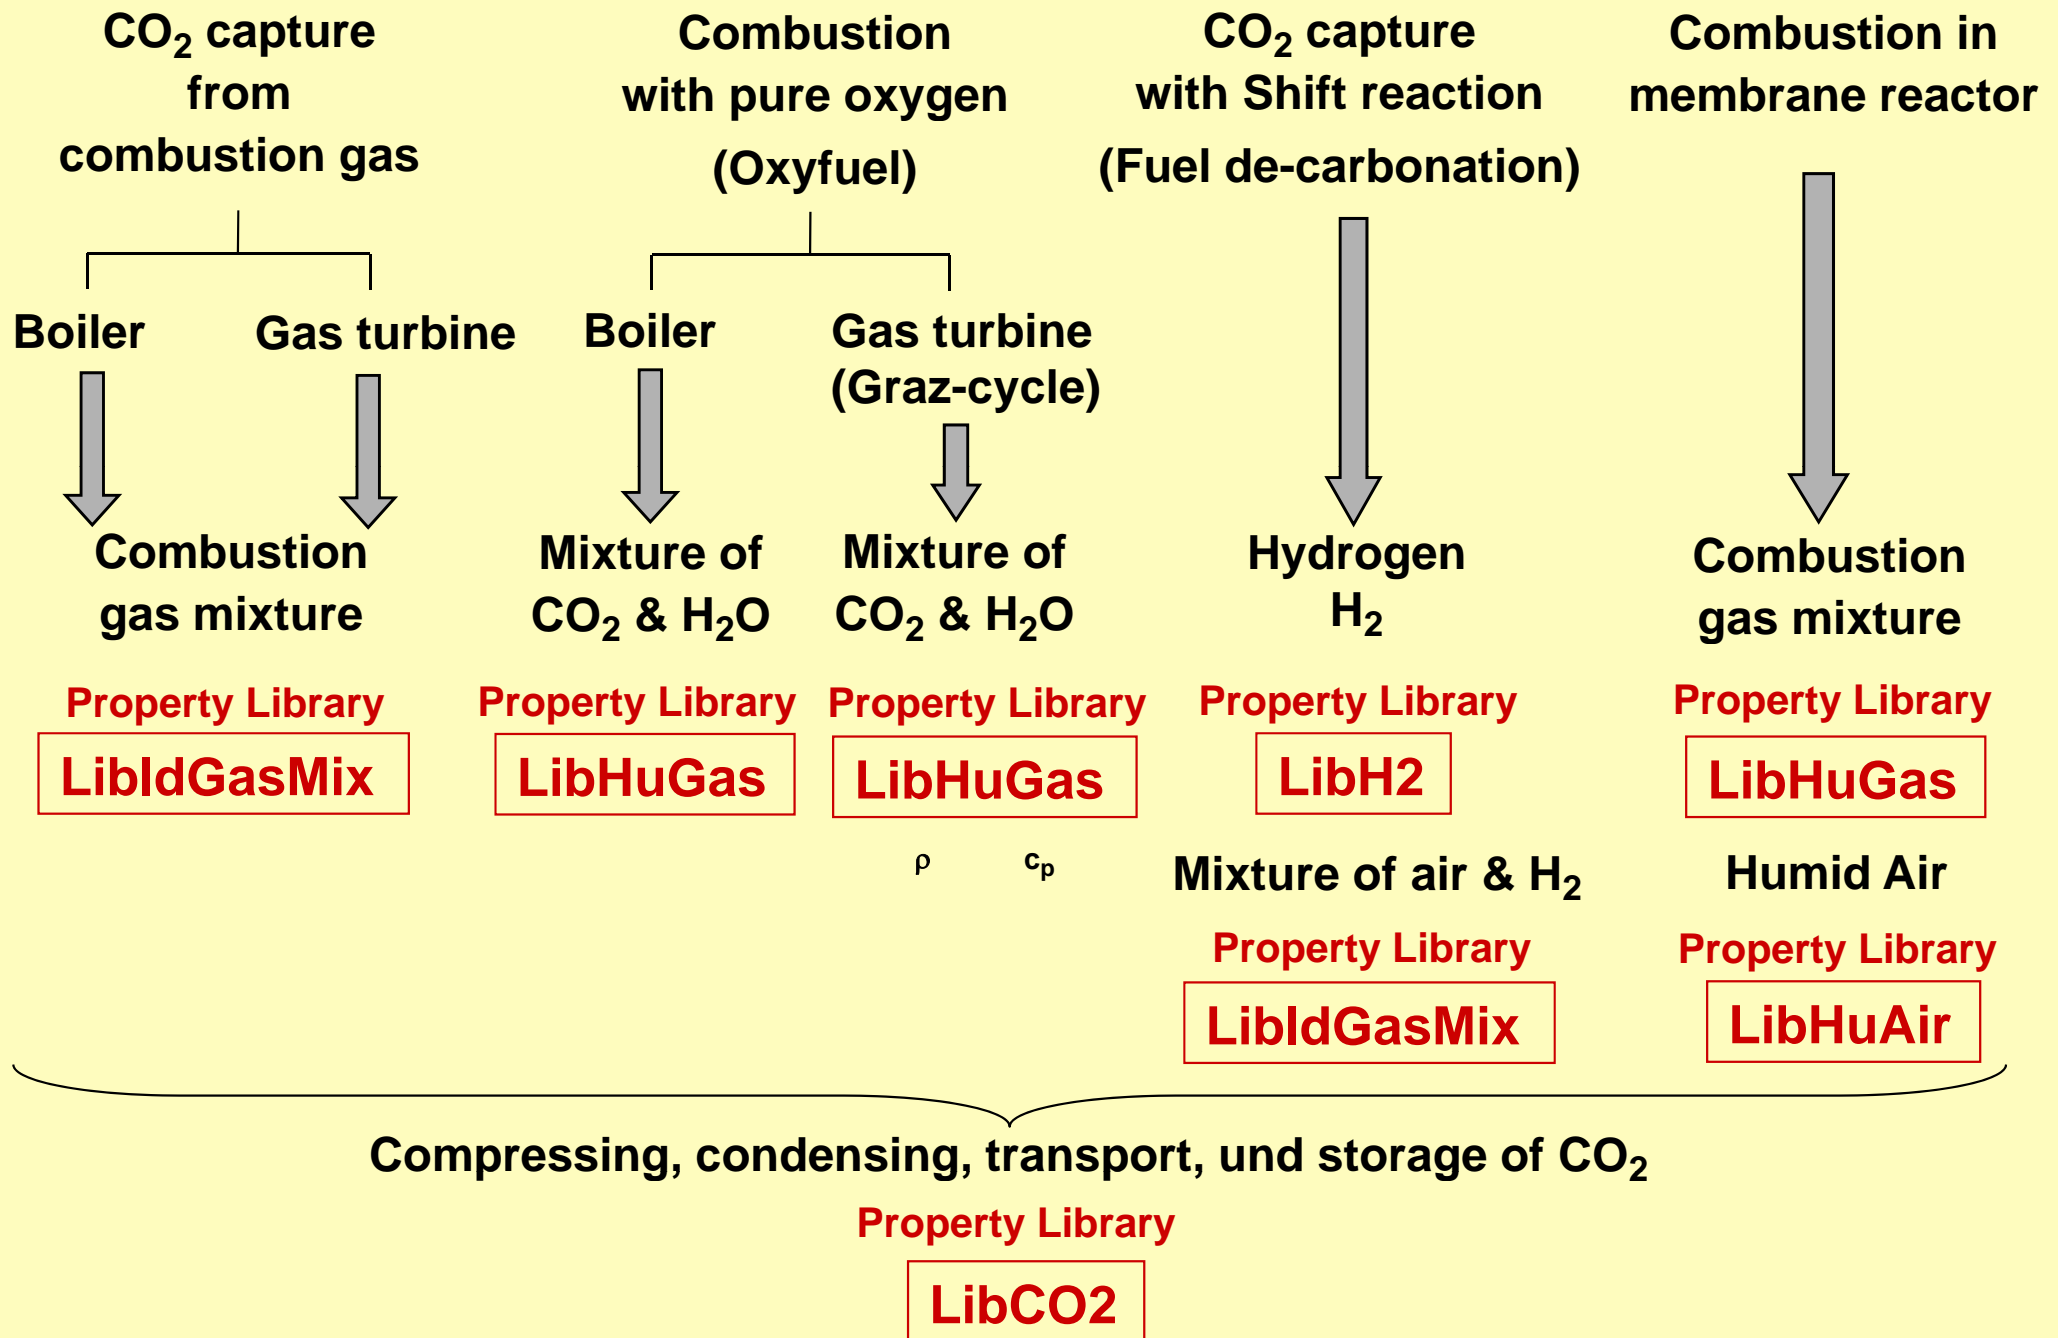 CO₂ capture
from
combustion gas
Combustion
with pure oxygen
(Oxyfuel)
CO₂ capture
with Shift reaction
(Fuel de-carbonation)
Combustion in
membrane reactor
Boiler
Gas turbine
Boiler
Gas turbine
(Graz-cycle)
Combustion
gas mixture
Mixture of
CO₂ & H₂O
Mixture of
CO₂ & H₂O
Hydrogen
H₂
Combustion
gas mixture
Property Library
LibIdGasMix
Property Library
LibHuGas
Property Library
LibHuGas
ρ cₚ
Property Library
LibH2
Mixture of air & H₂
Property Library
LibIdGasMix
Property Library
LibHuGas
Humid Air
Property Library
LibHuAir
Compressing, condensing, transport, und storage of CO₂
Property Library
LibCO2